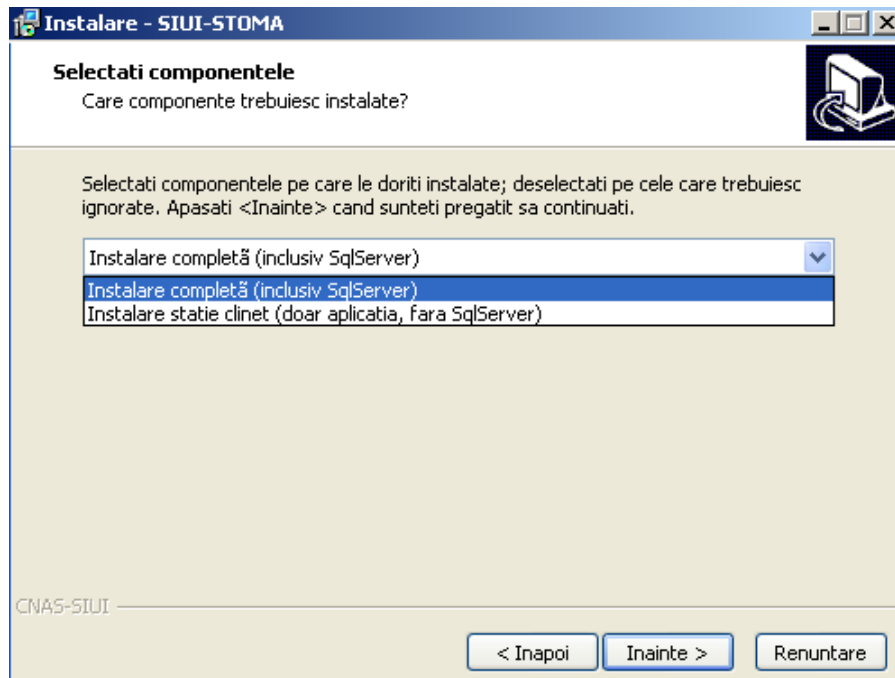 Instalare - SIUI-STOMA
Selectati componentele
Care componente trebuiesc instalate?
Selectati componentele pe care le doriti instalate; deselectati pe cele care trebuiesc
ignorate. Apasati <Inainte> cand sunteti pregatit sa continuati.
Instalare completã (inclusiv SqlServer)
Instalare completã (inclusiv SqlServer)
Instalare statie clinet (doar aplicatia, fara SqlServer)
CNAS-SIUI
< Inapoi
Inainte >
Renuntare